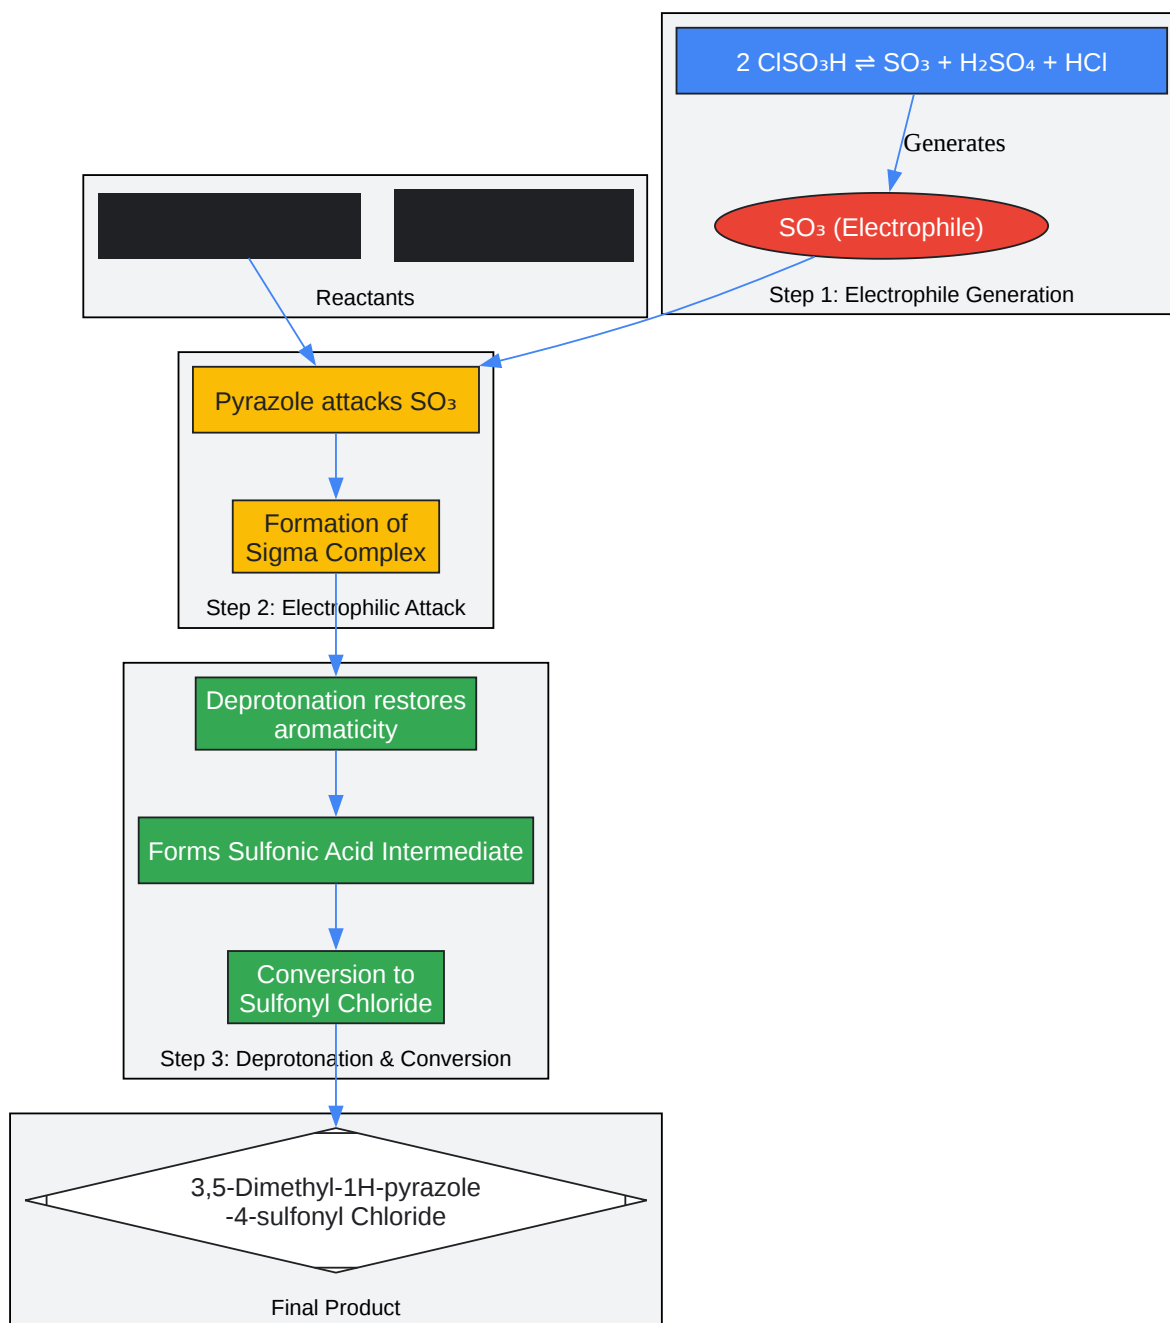 2 ClSO₃H ⇌ SO₃ + H₂SO₄ + HCl
Generates
SO₃ (Electrophile)
Step 1: Electrophile Generation
Reactants
Pyrazole attacks SO₃
Formation of
Sigma Complex
Step 2: Electrophilic Attack
Deprotonation restores
aromaticity
Forms Sulfonic Acid Intermediate
Conversion to
Sulfonyl Chloride
Step 3: Deprotonation & Conversion
3,5-Dimethyl-1H-pyrazole
-4-sulfonyl Chloride
Final Product